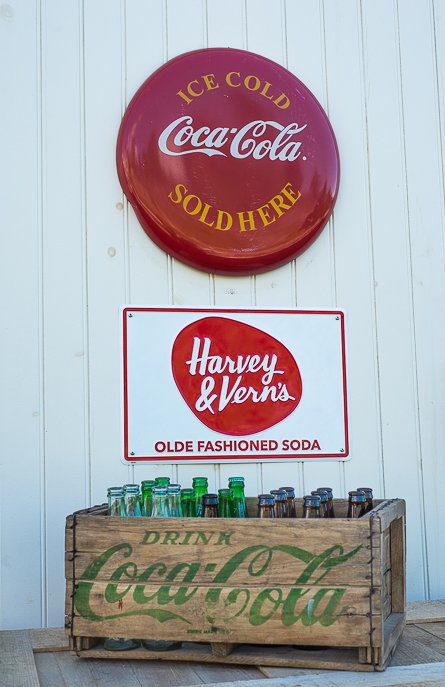 ICE COLD
Coca-Cola
SOLD HERE
Harvey
& Vern's
OLDE FASHIONED SODA
DRINK
Coca-Cola